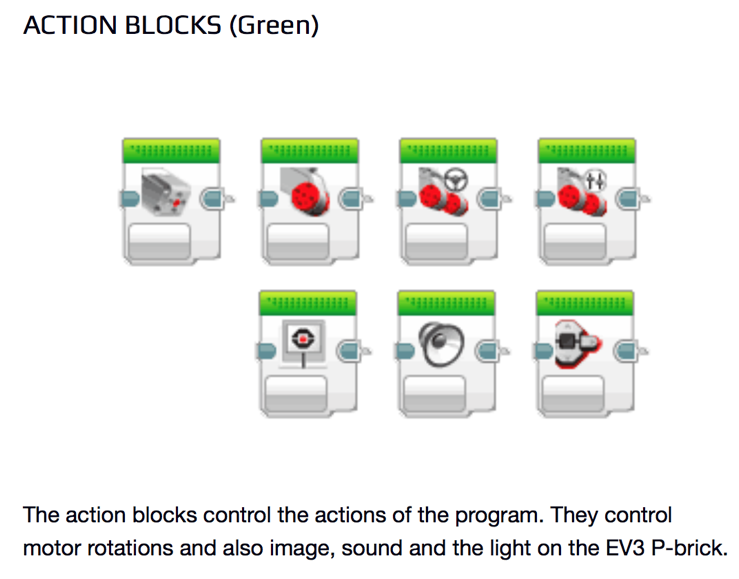 ACTION BLOCKS (Green)
The action blocks control the actions of the program. They control
motor rotations and also image, sound and the light on the EV3 P-brick.